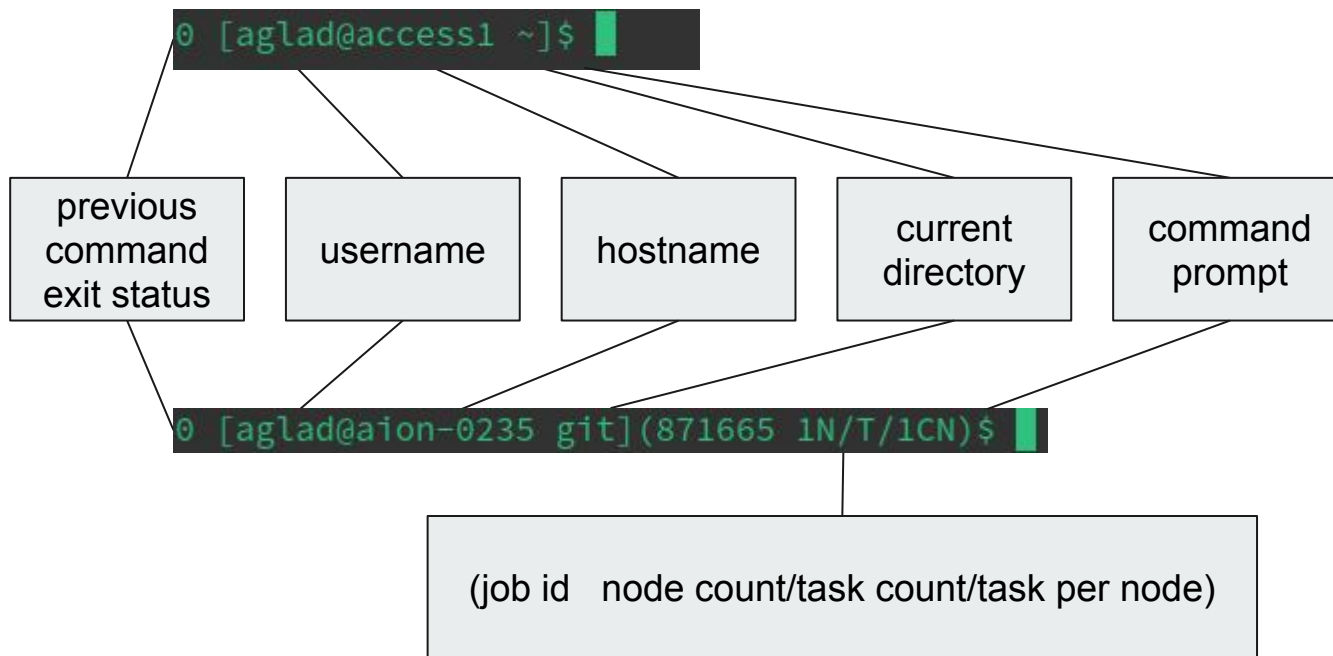 0 [aglad@access1 ~]$
previous
command
exit status
username
hostname
current
directory
command
prompt
0 [aglad@aion-0235 git](871665 1N/T/1CN)$
(job id node count/task count/task per node)